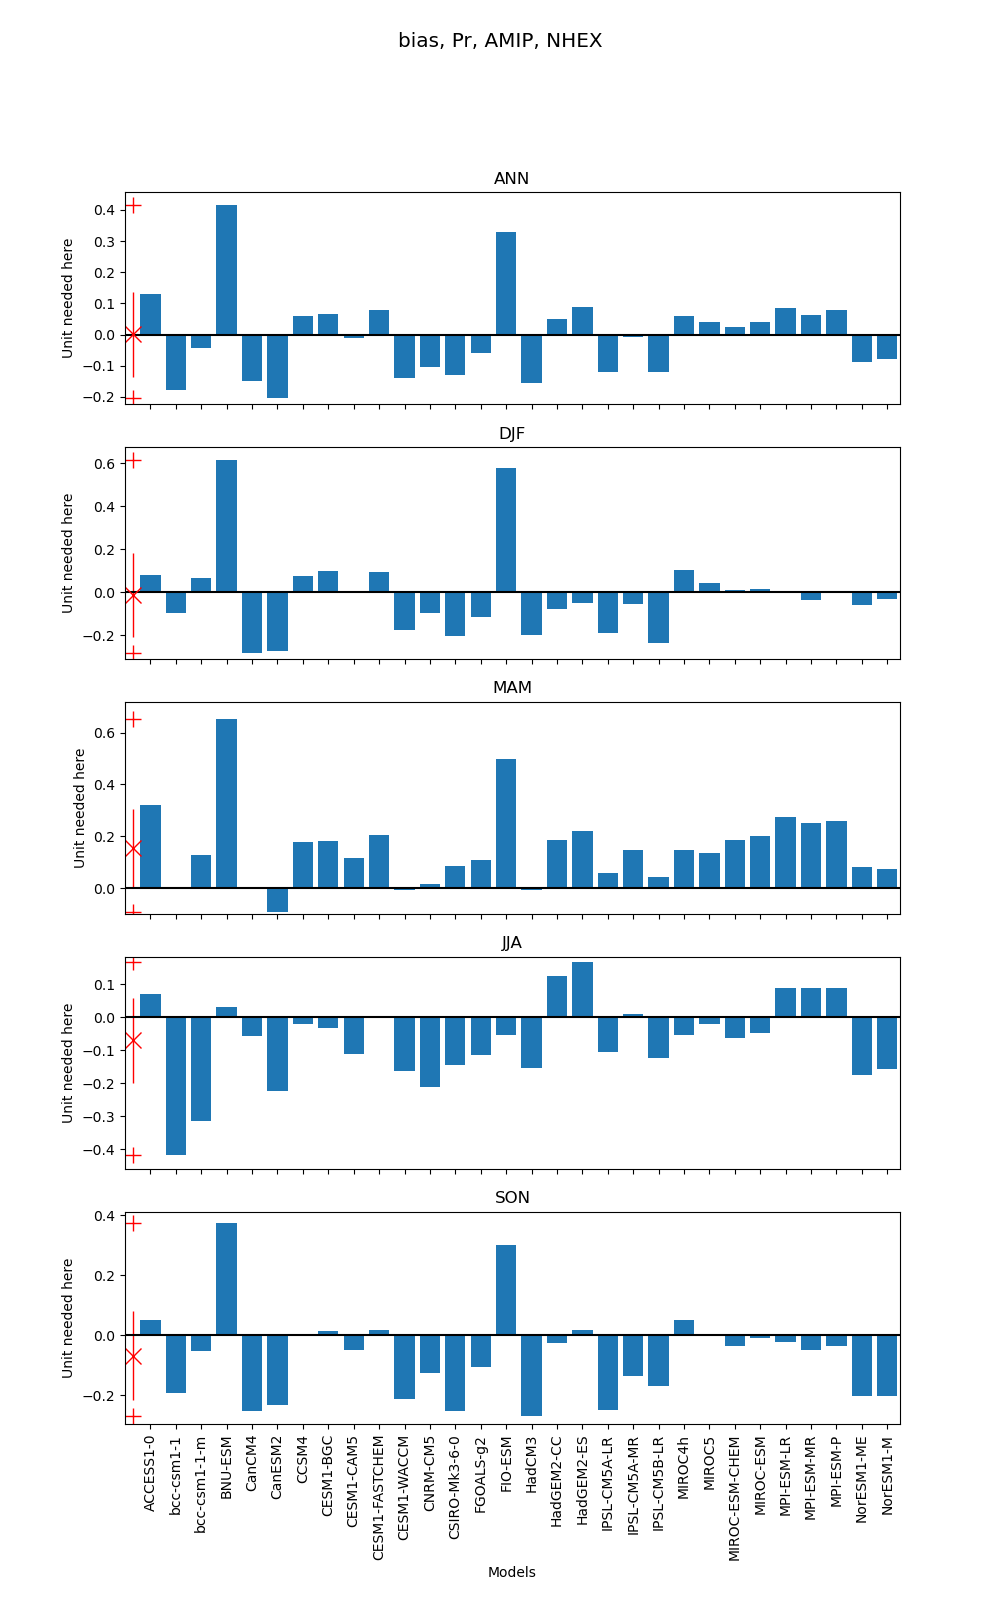 bias, Pr, AMIP, NHEX
ANN
Unit needed here
0.4
0.3
0.2
0.1
0.0
−0.1
−0.2
DJF
Unit needed here
0.6
0.4
0.2
0.0
−0.2
MAM
Unit needed here
0.6
0.4
0.2
0.0
JJA
Unit needed here
0.1
0.0
−0.1
−0.2
−0.3
−0.4
SON
Unit needed here
0.4
0.2
0.0
−0.2
ACCESS1-0
bcc-csm1-1
bcc-csm1-1-m
BNU-ESM
CanCM4
CanESM2
CCSM4
CESM1-BGC
CESM1-CAM5
CESM1-FASTCHEM
CESM1-WACCM
CNRM-CM5
CSIRO-Mk3-6-0
FGOALS-g2
FIO-ESM
HadCM3
HadGEM2-CC
HadGEM2-ES
IPSL-CM5A-LR
IPSL-CM5A-MR
IPSL-CM5B-LR
MIROC4h
MIROC5
MIROC-ESM-CHEM
MIROC-ESM
MPI-ESM-LR
MPI-ESM-MR
MPI-ESM-P
NorESM1-ME
NorESM1-M
Models